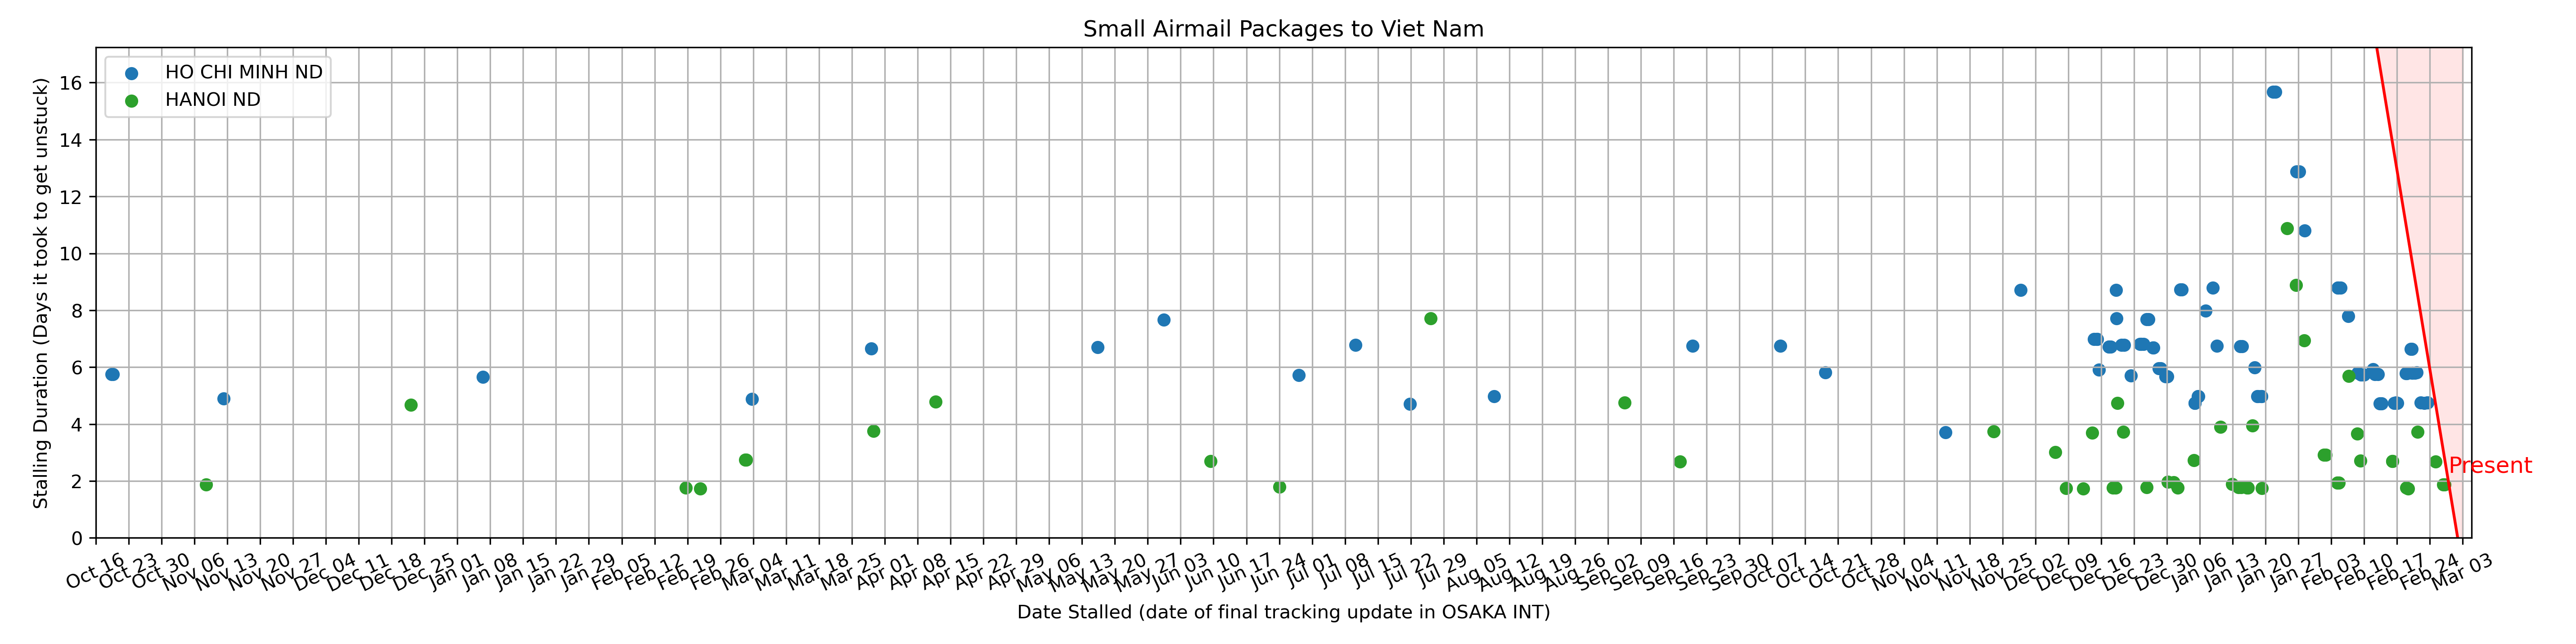 Small Airmail Packages to Viet Nam
HO CHI MINH ND
HANOI ND
Stalling Duration (Days it took to get unstuck)
16
14
12
10
8
6
4
2
0
Present
Oct 16 Oct 23 Oct 30 Nov 06 Nov 13 Nov 20 Nov 27 Dec 04 Dec 11 Dec 18 Dec 25 Jan 01 Jan 08 Jan 15 Jan 22 Jan 29 Feb 05 Feb 12 Feb 19 Feb 26 Mar 04 Mar 11 Mar 18 Mar 25 Apr 01 Apr 08 Apr 15 Apr 22 Apr 29 May 06 May 13 May 20 May 27 Jun 03 Jun 10 Jun 17 Jun 24 Jul 01 Jul 08 Jul 15 Jul 22 Jul 29 Aug 05 Aug 12 Aug 19 Aug 26 Sep 02 Sep 09 Sep 16 Sep 23 Sep 30 Oct 07 Oct 14 Oct 21 Oct 28 Nov 04 Nov 11 Nov 18 Nov 25 Dec 02 Dec 09 Dec 16 Dec 23 Dec 30 Jan 06 Jan 13 Jan 20 Jan 27 Feb 03 Feb 10 Feb 17 Feb 24 Mar 03
Date Stalled (date of final tracking update in OSAKA INT)